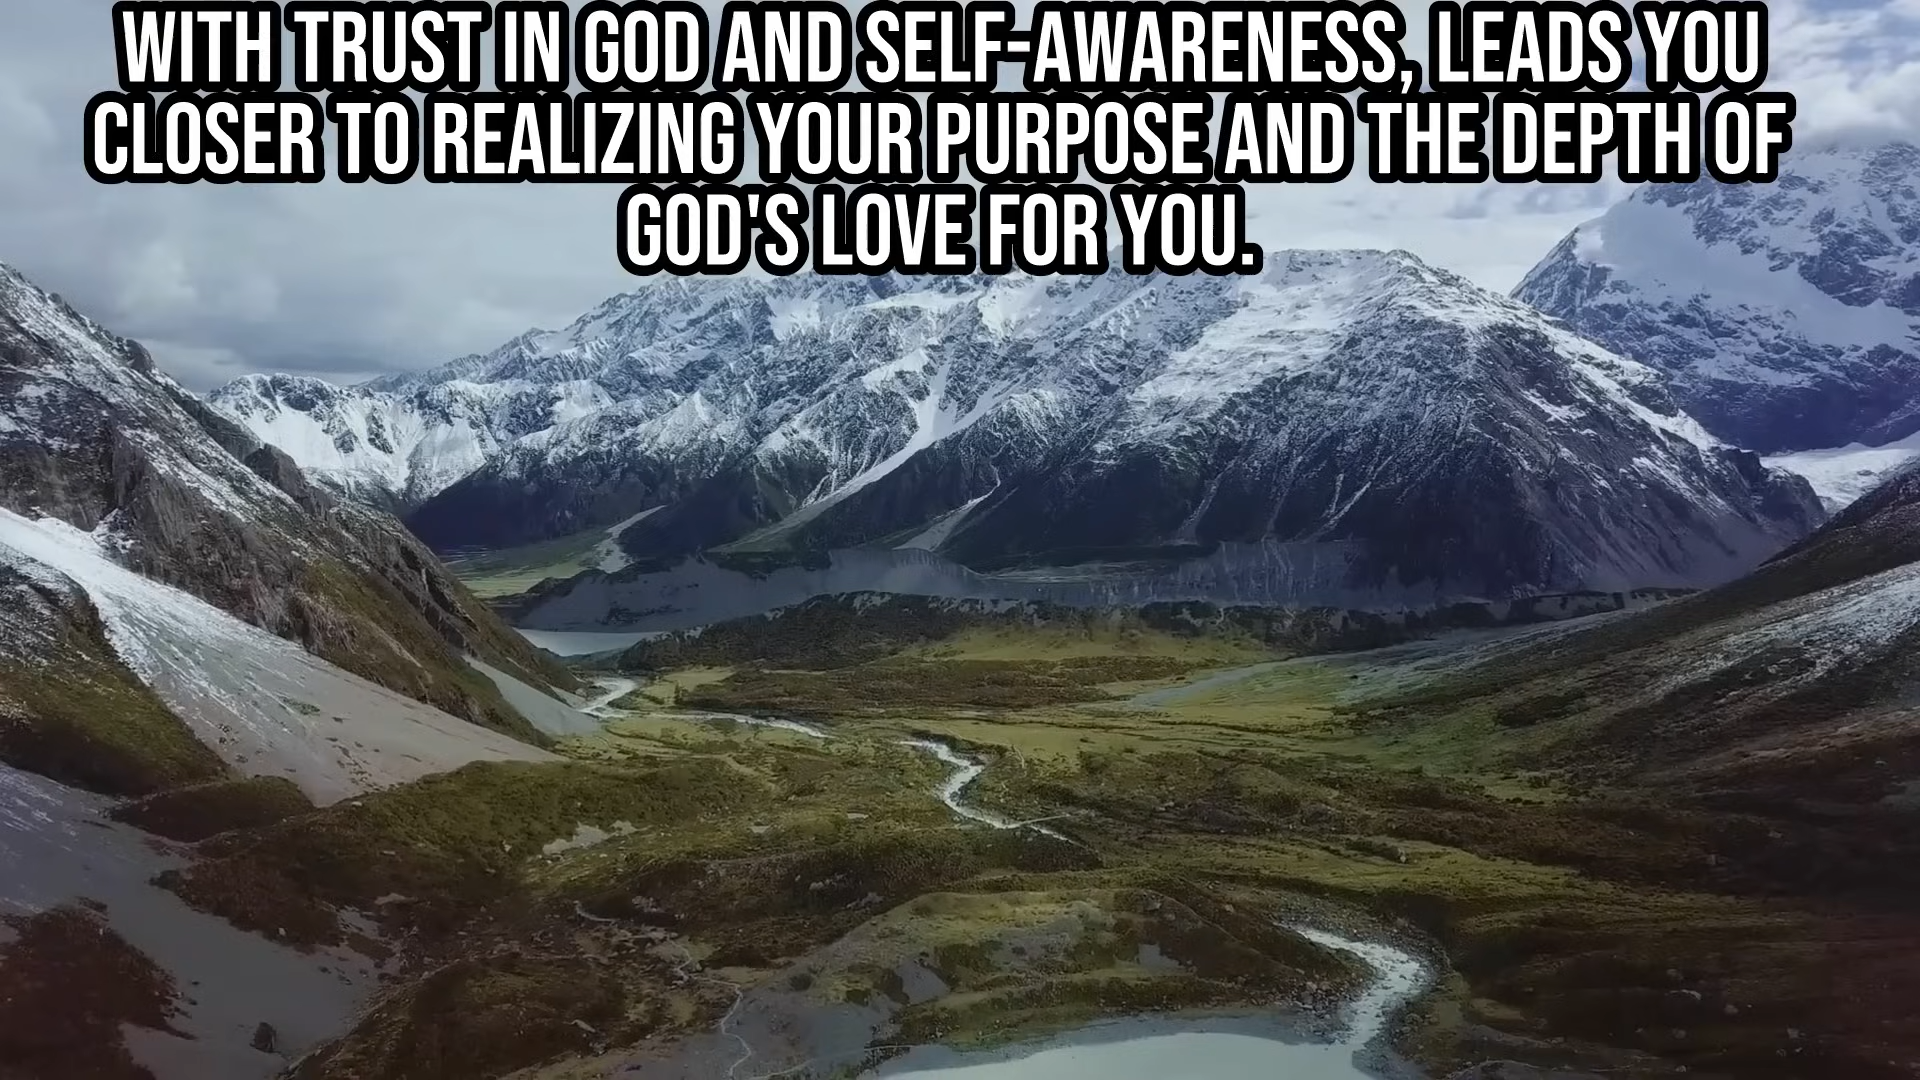 WITH TRUST IN GOD AND SELF-AWARENESS, LEADS YOU
CLOSER TO REALIZING YOUR PURPOSE AND THE DEPTH OF
GOD'S LOVE FOR YOU.